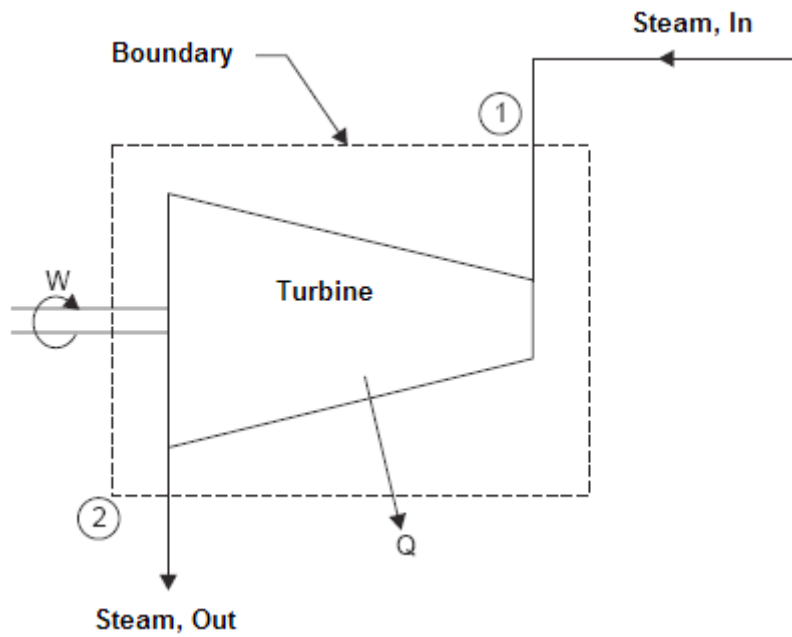 Steam, In
Boundary
1
W
Turbine
2
Q
Steam, Out